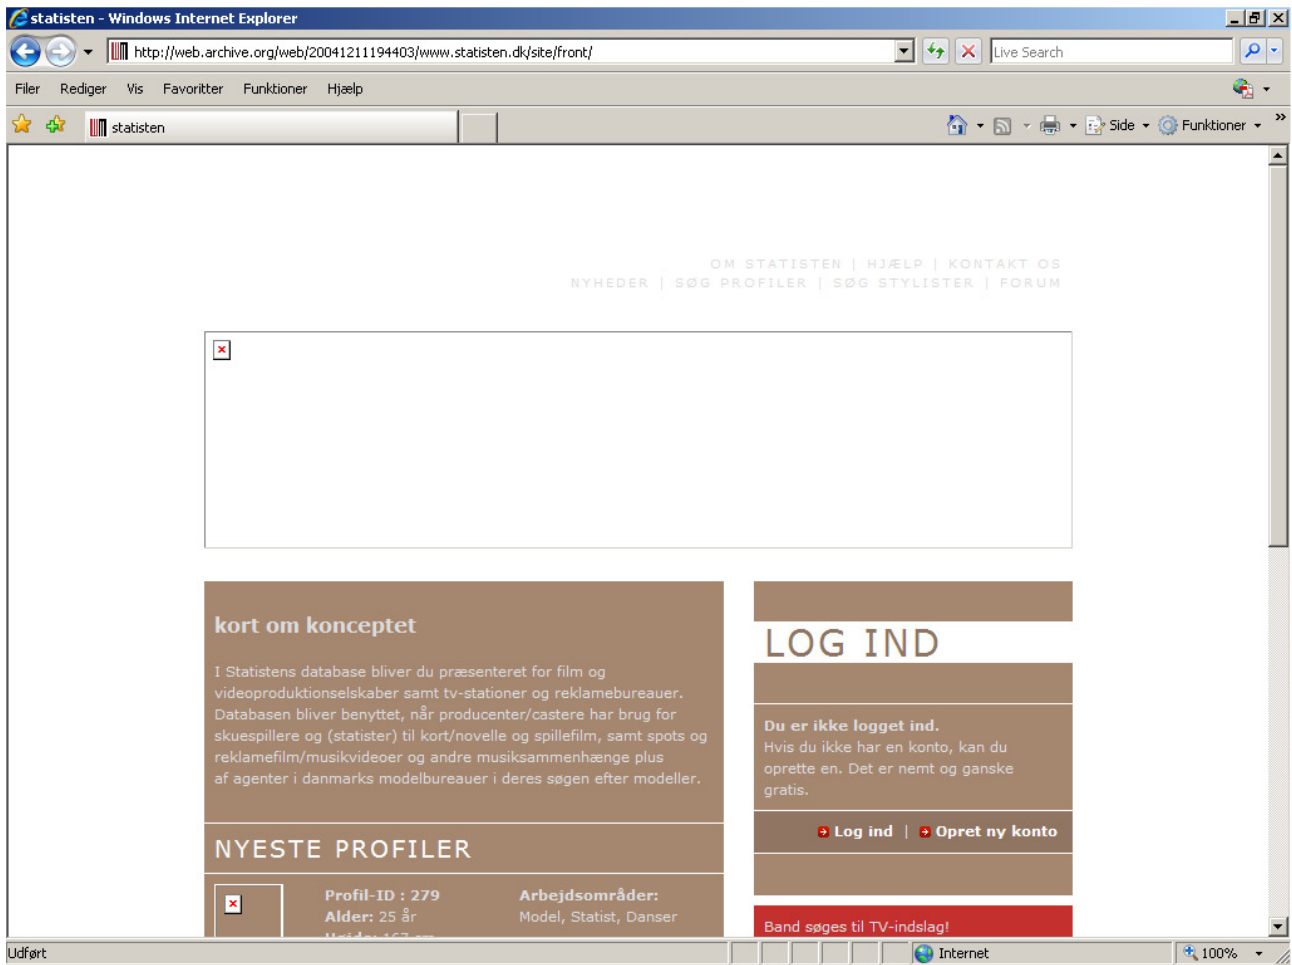 statisten - Windows Internet Explorer
http://web.archive.org/web/20041211194403/www.statisten.dk/site/front/
Live Search
Filer Rediger Vis Favoritter Funktioner Hjælp
statisten
Side Funktioner
OM STATISTEN | HJÆLP | KONTAKT OS
NYHEDER | SØG PROFILER | SØG STYLISTER | FORUM
kort om konceptet
I Statistens database bliver du præsenteret for film og
videoproduktionselskaber samt tv-stationer og reklamebureauer.
Databasen bliver benyttet, når producenter/castere har brug for
skuespillere og (statister) til kort/novelle og spillefilm, samt spots og
reklamefilm/musikvideoer og andre musiksammenhænge plus
af agenter i danmarks modelbureauer i deres søgen efter modeller.
NYESTE PROFILER
Profil-ID : 279
Alder: 25 år
Højde: 167 cm
Arbejdsområder:
Model, Statist, Danser
LOG IND
Du er ikke logget ind.
Hvis du ikke har en konto, kan du
oprette en. Det er nemt og ganske
gratis.
Log ind | Opret ny konto
Band søges til TV-indslag!
Udført
Internet
100%